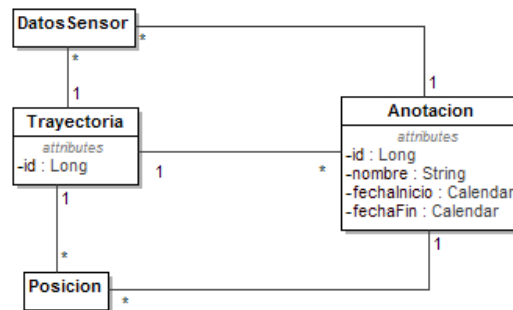 DatosSensor
*
*
1
1
Trayectoria
attributes
-id : Long
Anotacion
attributes
-id : Long
-nombre : String
-fechaInicio : Calendar
-fechaFin : Calendar
1
*
1
1
*
Posicion
*